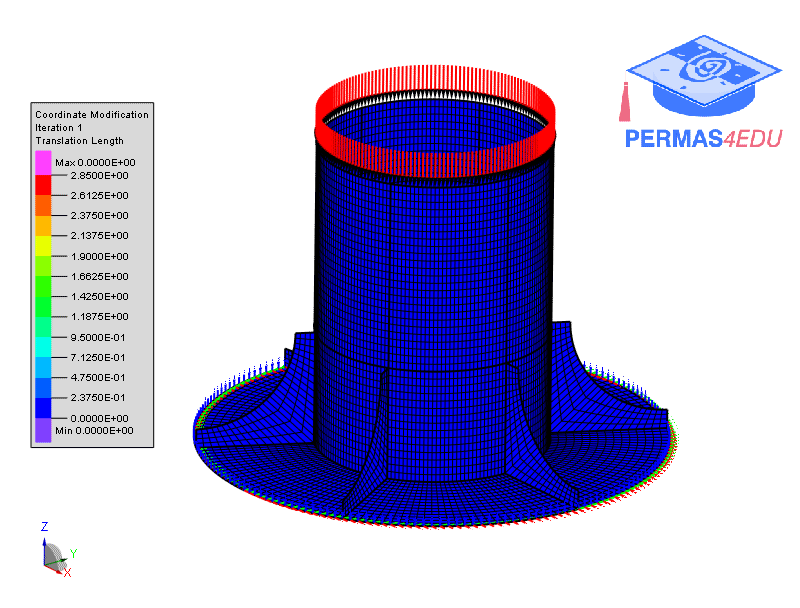 Coordinate Modification
Iteration 1
Translation Length
Max 0.0000E+00
2.8500E+00
2.6125E+00
2.3750E+00
2.1375E+00
1.9000E+00
1.6625E+00
1.4250E+00
1.1875E+00
9.5000E-01
7.1250E-01
4.7500E-01
2.3750E-01
0.0000E+00
Min 0.0000E+00
PERMAS4EDU
Z
Y
X